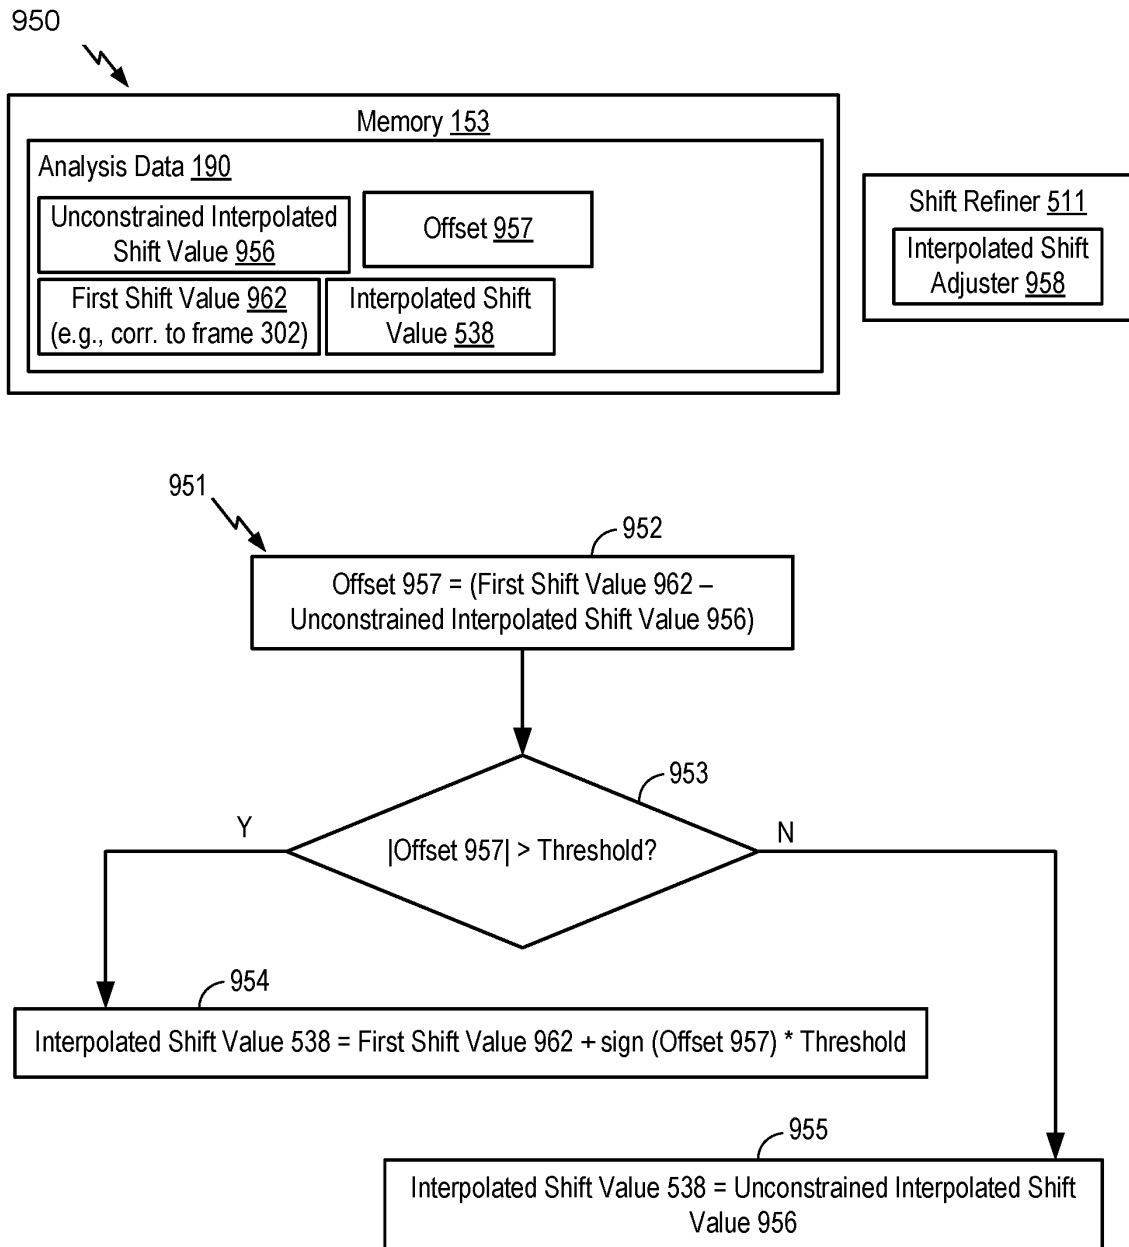 950
Memory 153
Analysis Data 190
Unconstrained Interpolated
Shift Value 956
Offset 957
First Shift Value 962
(e.g., corr. to frame 302)
Interpolated Shift
Value 538
Shift Refiner 511
Interpolated Shift
Adjuster 958
951
952
Offset 957 = (First Shift Value 962 –
Unconstrained Interpolated Shift Value 956)
953
Y
|Offset 957| > Threshold?
N
954
Interpolated Shift Value 538 = First Shift Value 962 + sign (Offset 957) * Threshold
955
Interpolated Shift Value 538 = Unconstrained Interpolated Shift
Value 956